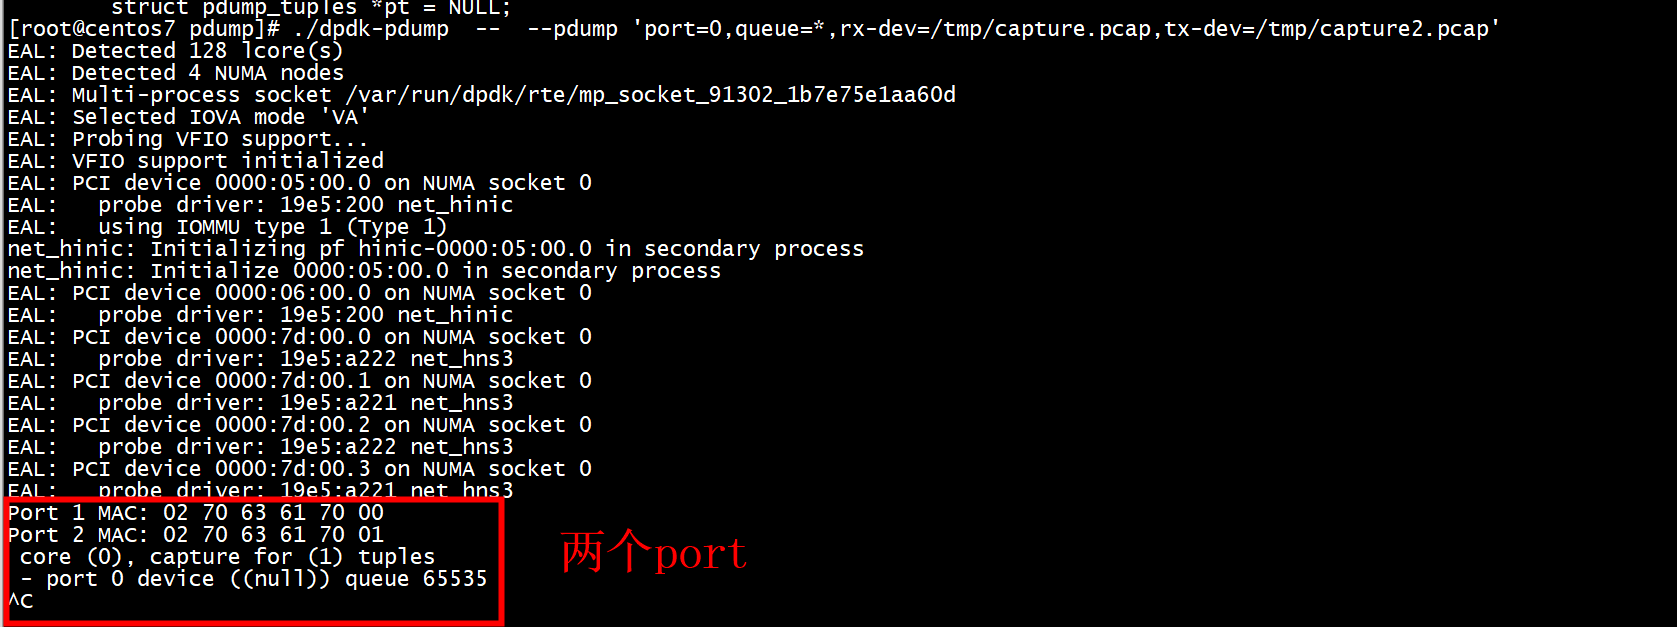 struct pdump_tuples *pt = NULL;
[root@centos7 pdump]# ./dpdk-pdump  --  --pdump 'port=0,queue=*,rx-dev=/tmp/capture.pcap,tx-dev=/tmp/capture2.pcap'
EAL: Detected 128 lcore(s)
EAL: Detected 4 NUMA nodes
EAL: Multi-process socket /var/run/dpdk/rte/mp_socket_91302_1b7e75e1aa60d
EAL: Selected IOVA mode 'VA'
EAL: Probing VFIO support...
EAL: VFIO support initialized
EAL: PCI device 0000:05:00.0 on NUMA socket 0
EAL:   probe driver: 19e5:200 net_hinic
EAL:   using IOMMU type 1 (Type 1)
net_hinic: Initializing pf hinic-0000:05:00.0 in secondary process
net_hinic: Initialize 0000:05:00.0 in secondary process
EAL: PCI device 0000:06:00.0 on NUMA socket 0
EAL:   probe driver: 19e5:200 net_hinic
EAL: PCI device 0000:7d:00.0 on NUMA socket 0
EAL:   probe driver: 19e5:a222 net_hns3
EAL: PCI device 0000:7d:00.1 on NUMA socket 0
EAL:   probe driver: 19e5:a221 net_hns3
EAL: PCI device 0000:7d:00.2 on NUMA socket 0
EAL:   probe driver: 19e5:a222 net_hns3
EAL: PCI device 0000:7d:00.3 on NUMA socket 0
EAL:   probe driver: 19e5:a221 net_hns3
Port 1 MAC: 02 70 63 61 70 00
Port 2 MAC: 02 70 63 61 70 01
core (0), capture for (1) tuples
- port 0 device ((null)) queue 65535
^C
两个port